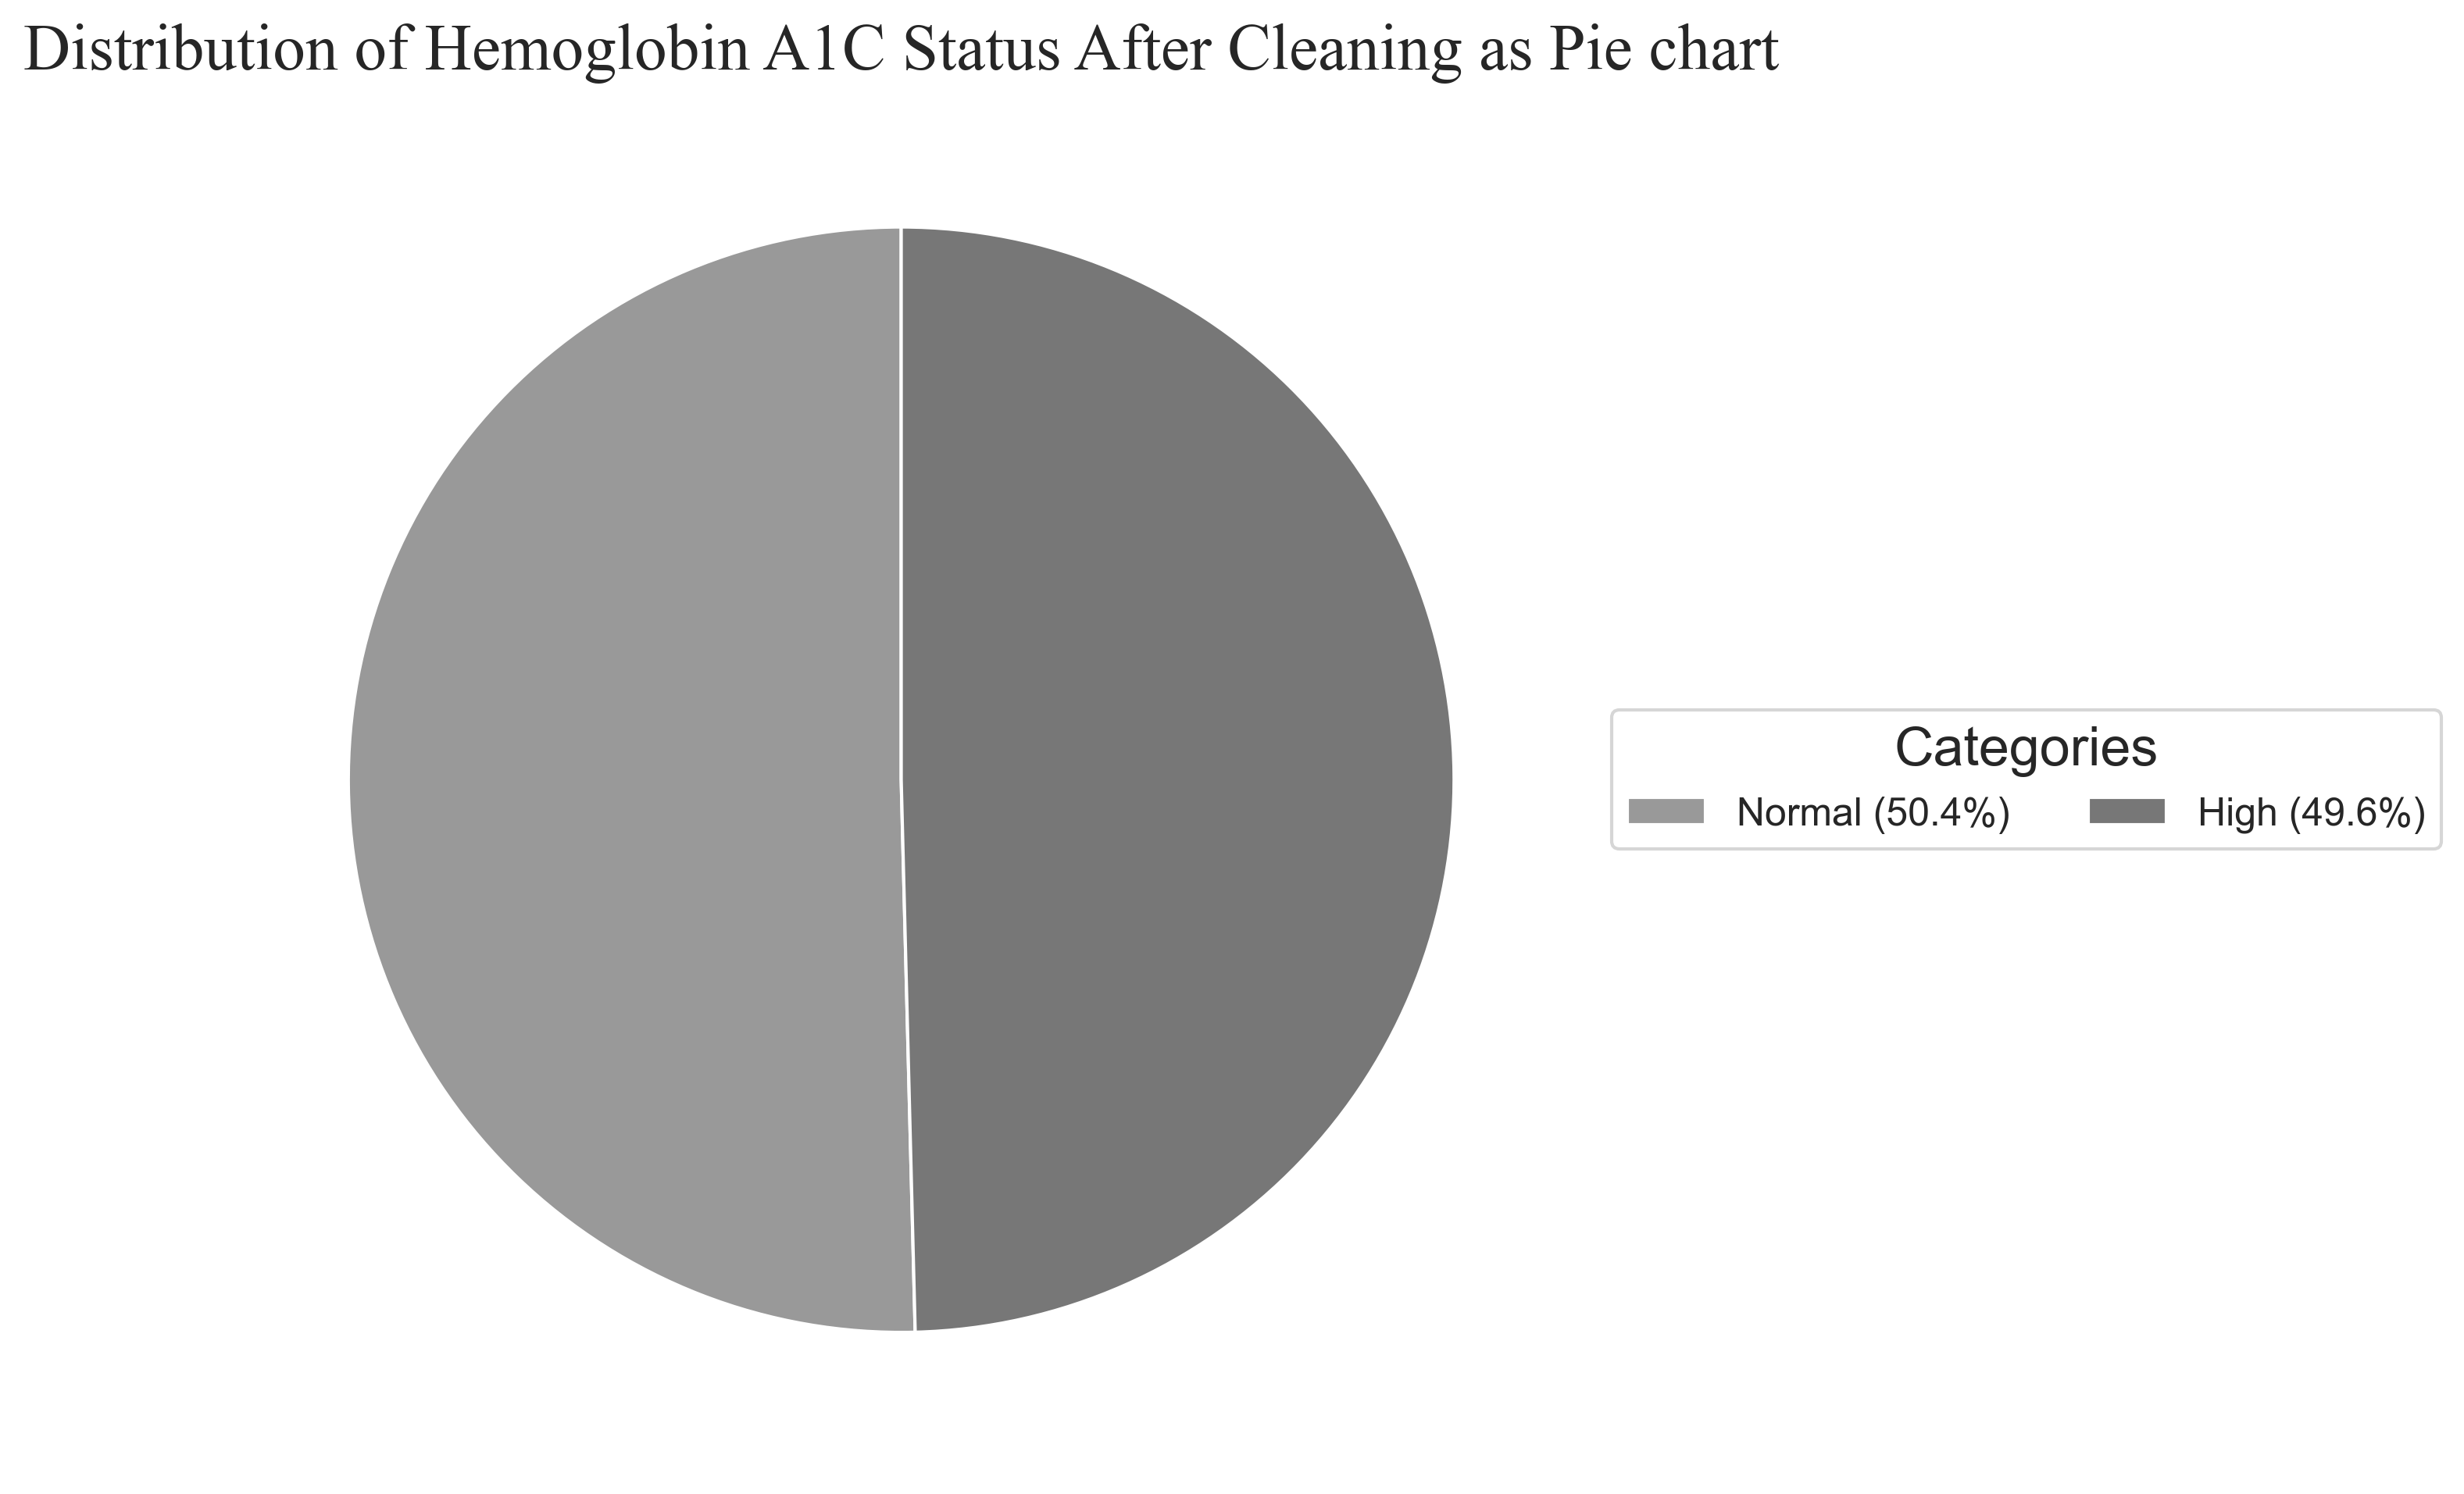 Distribution of Hemoglobin A1C Status After Cleaning as Pie chart
Categories
Normal (50.4%) High (49.6%)